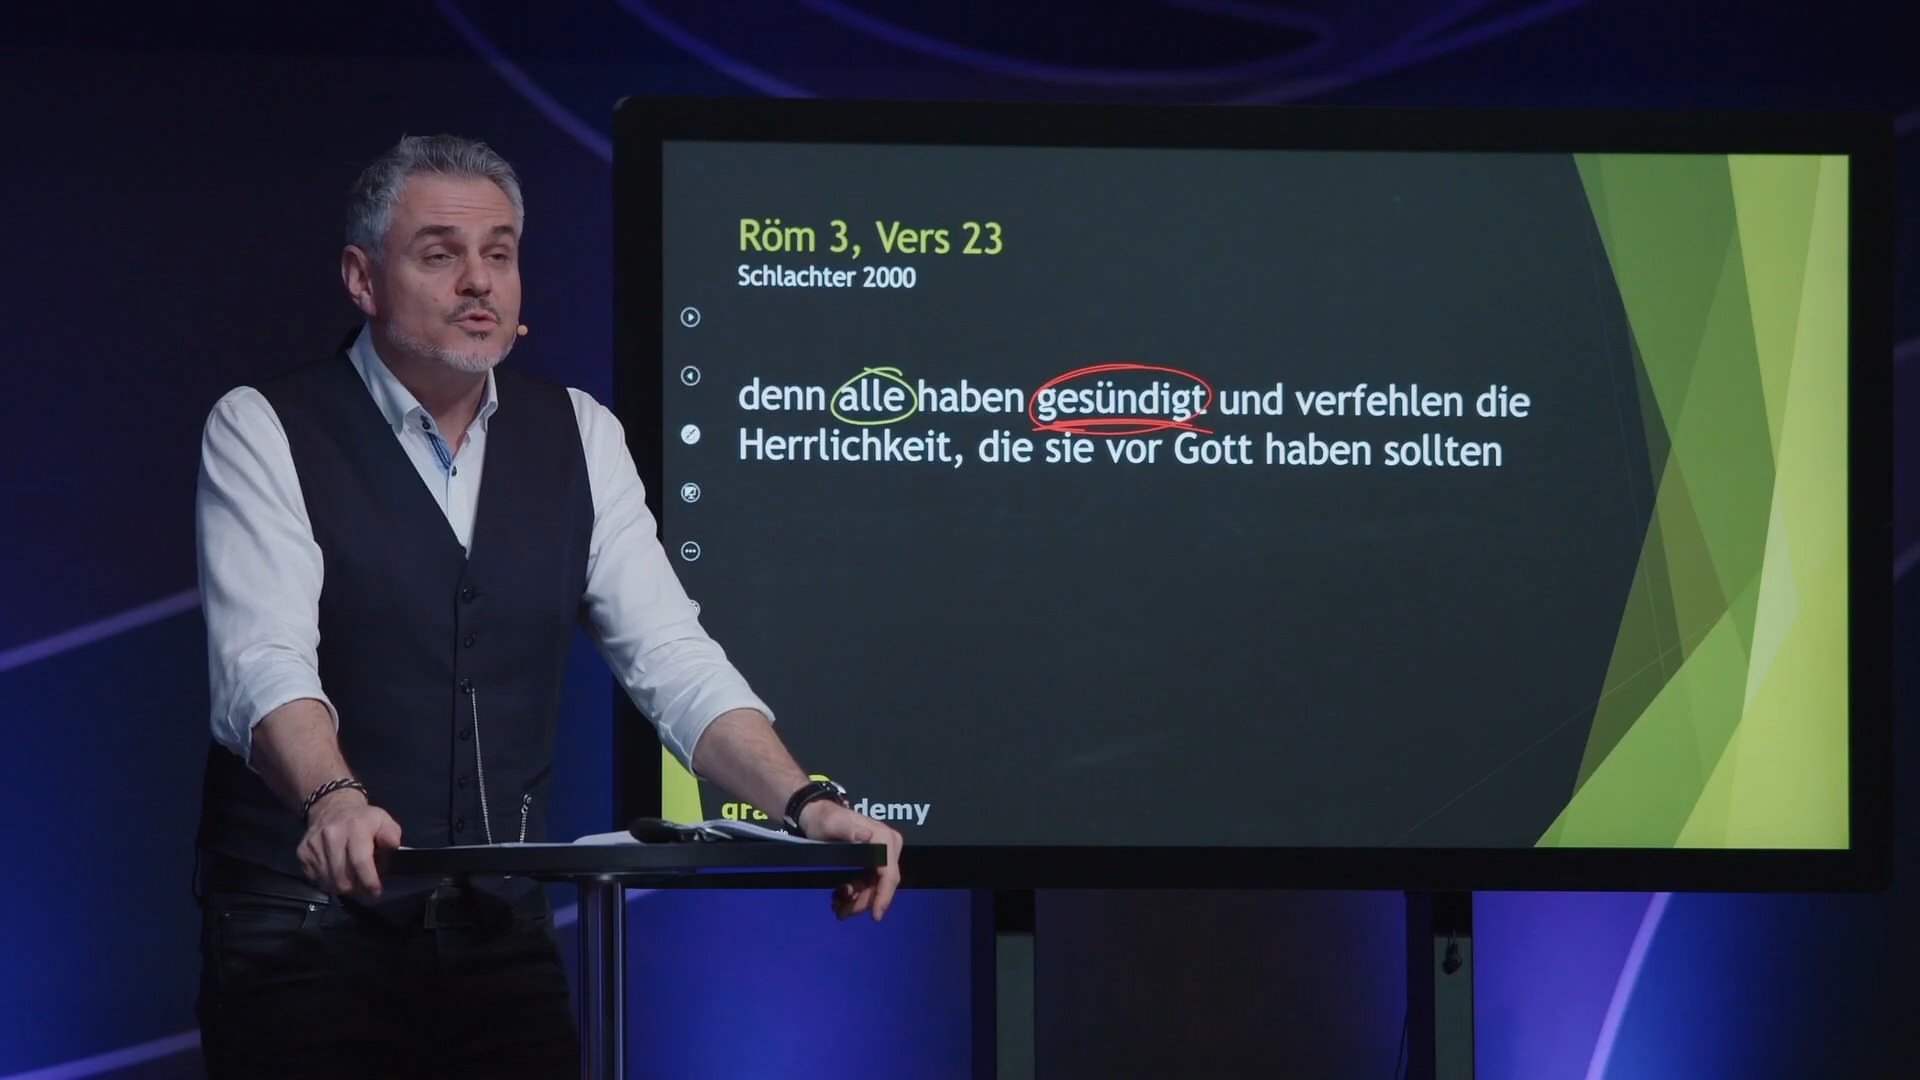 Röm 3, Vers 23
Schlachter 2000
denn alle haben gesündigt und verfehlen die
Herrlichkeit, die sie vor Gott haben sollten